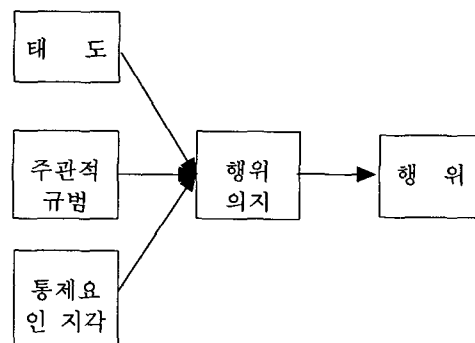 태 도
주관적
규범
행위
의지
행 위
통제요
인 지각